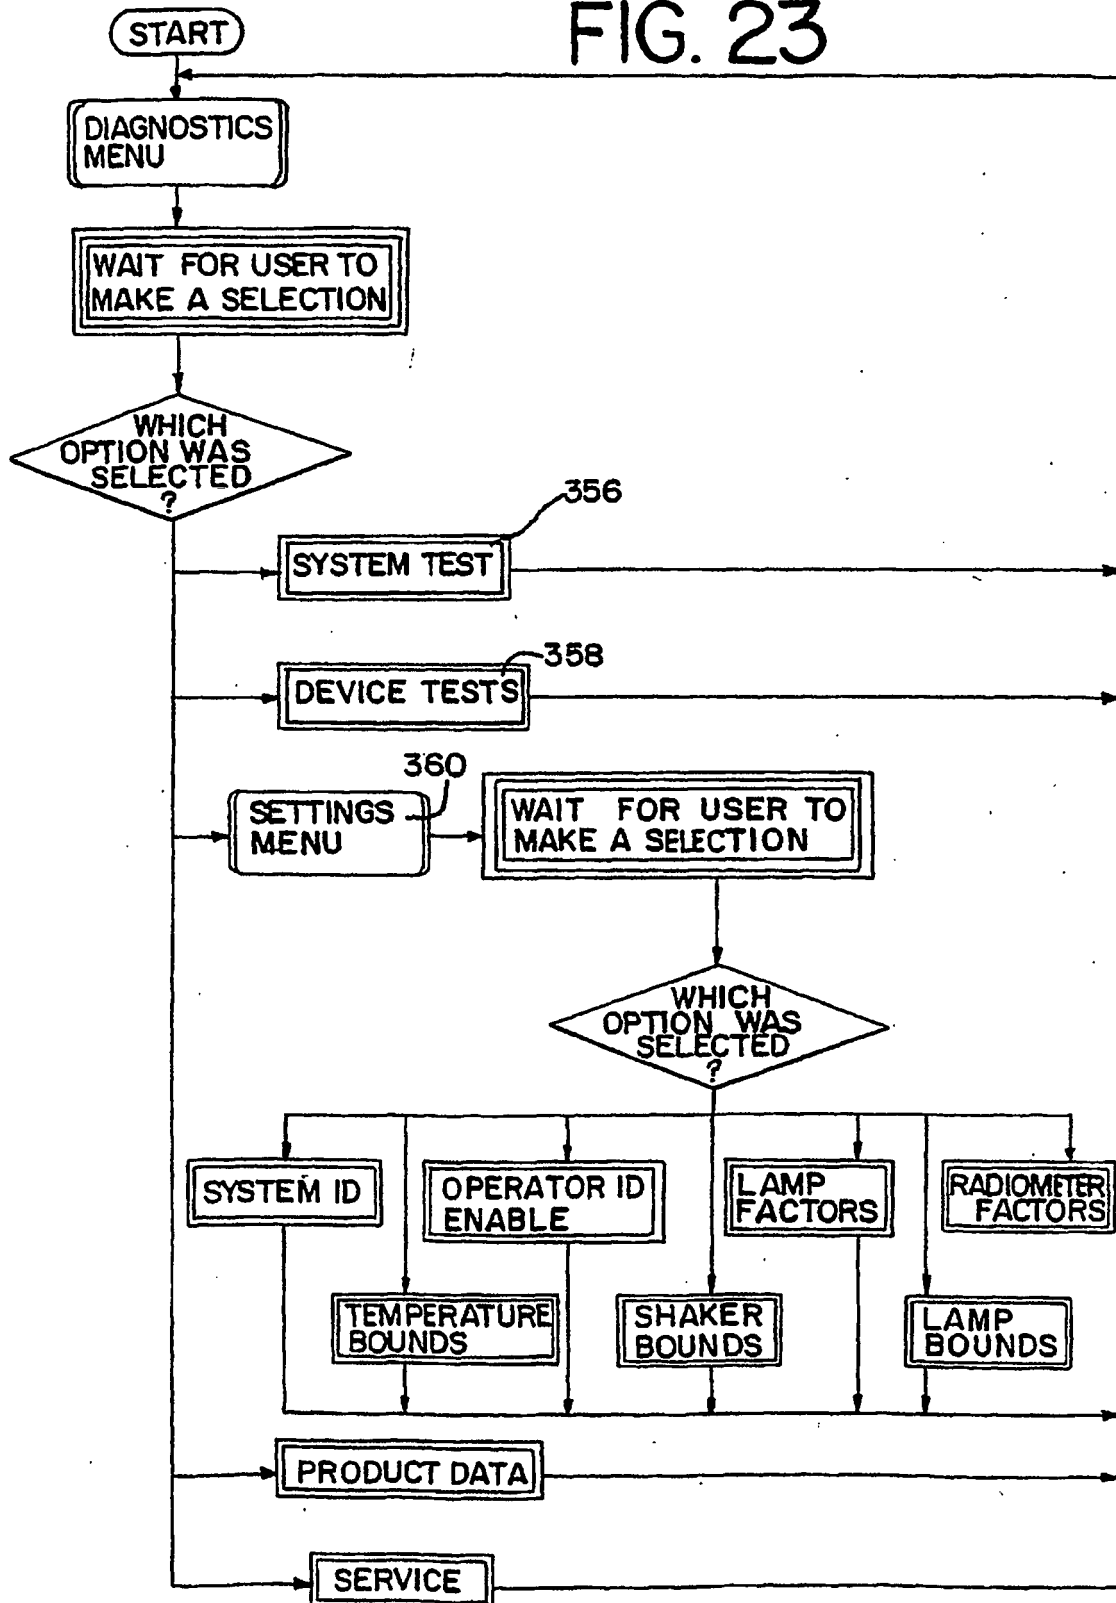 FIG. 23
START
DIAGNOSTICS
MENU
WAIT FOR USER TO
MAKE A SELECTION
WHICH
OPTION WAS
SELECTED
?
356
SYSTEM TEST
358
DEVICE TESTS
360
SETTINGS
MENU
WAIT FOR USER TO
MAKE A SELECTION
WHICH
OPTION WAS
SELECTED
?
SYSTEM ID
OPERATOR ID
ENABLE
LAMP
FACTORS
RADIOMETER
FACTORS
TEMPERATURE
BOUNDS
SHAKER
BOUNDS
LAMP
BOUNDS
PRODUCT DATA
SERVICE